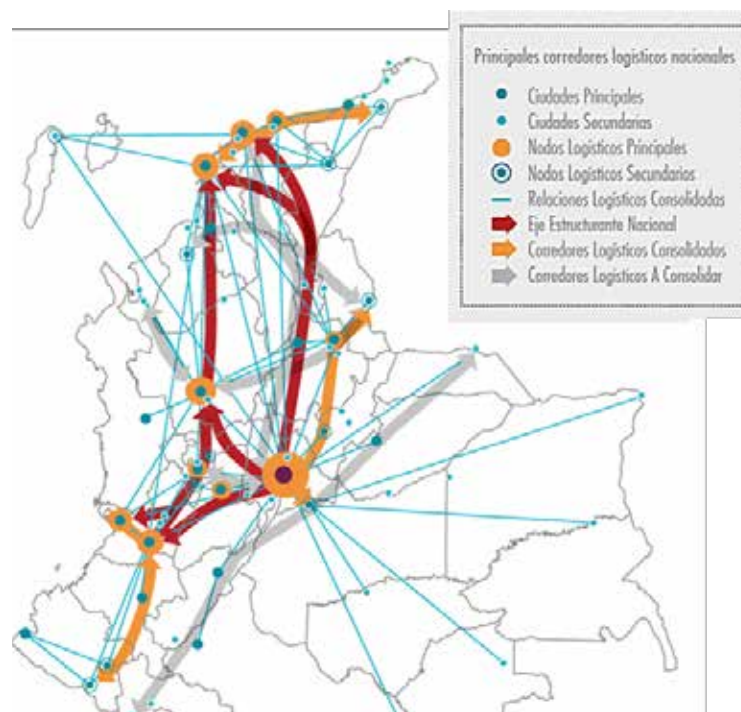 Principales corredores logísticos nacionales
Ciudades Principales
Ciudades Secundarias
Nodos Logísticos Principales
Nodos Logísticos Secundarios
Relaciones Logísticas Consolidadas
Eje Estructurante Nacional
Corredores Logísticos Consolidados
Corredores Logísticos A Consolidar